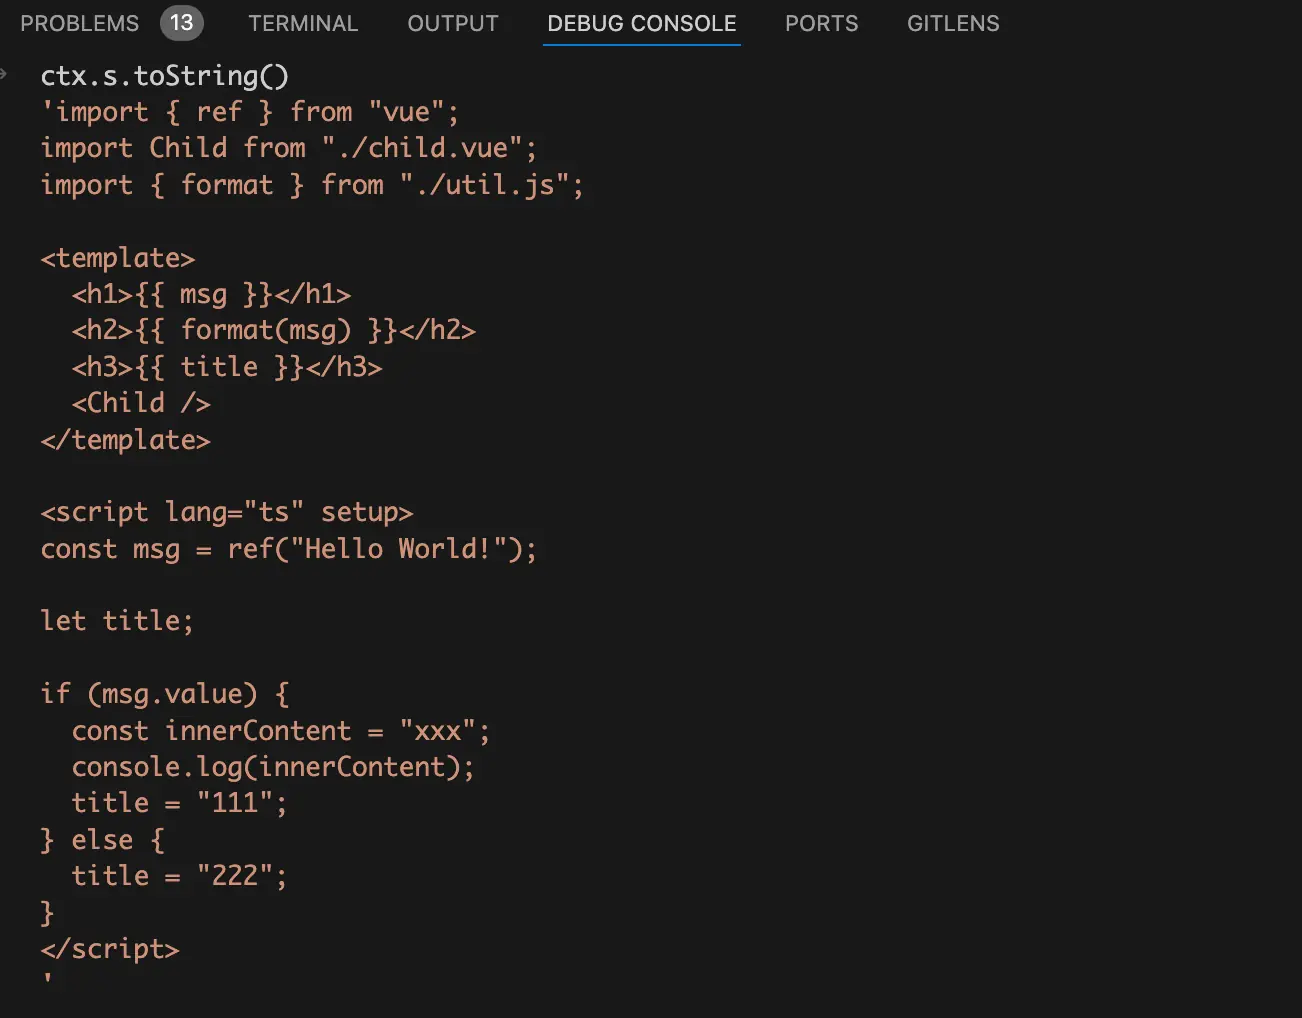 PROBLEMS 13 TERMINAL OUTPUT DEBUG CONSOLE PORTS GITLENS
ctx.s.toString()
'import { ref } from "vue";
import Child from "./child.vue";
import { format } from "./util.js";

<template>
  <h1>{{ msg }}</h1>
  <h2>{{ format(msg) }}</h2>
  <h3>{{ title }}</h3>
  <Child />
</template>

<script lang="ts" setup>
const msg = ref("Hello World!");

let title;

if (msg.value) {
  const innerContent = "xxx";
  console.log(innerContent);
  title = "111";
} else {
  title = "222";
}
</script>
'